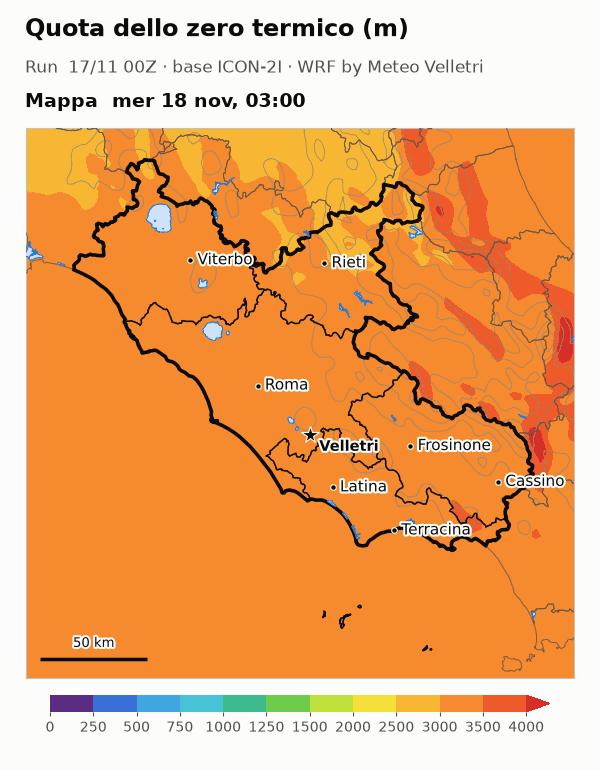 Quota dello zero termico (m)
Run  17/11 00Z · base ICON-2I · WRF by Meteo Velletri
Mappa  mer 18 nov, 03:00
Viterbo
Rieti
Roma
Velletri
Frosinone
Latina
Cassino
Terracina
50 km
0 250 500 750 1000 1250 1500 2000 2500 3000 3500 4000